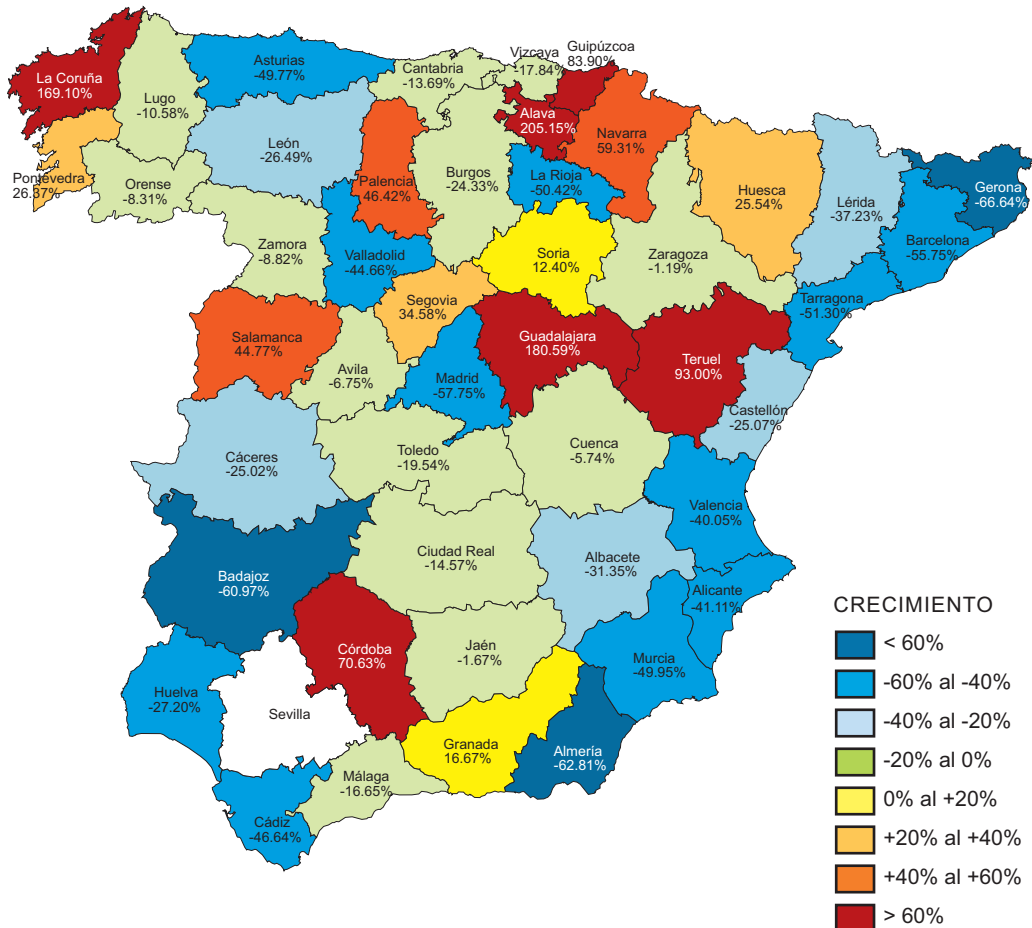 La Coruña
169.10%
Lugo
-10.58%
Asturias
-49.77%
Cantabria
-13.69%
Vizcaya
-17.84%
Guipúzcoa
83.90%
Alava
205.15%
Navarra
59.31%
Pontevedra
26.37%
Orense
-8.31%
León
-26.49%
Palencia
46.42%
Burgos
-24.33%
La Rioja
-50.42%
Huesca
25.54%
Lérida
-37.23%
Gerona
-66.64%
Barcelona
-55.75%
Zamora
-8.82%
Valladolid
-44.66%
Soria
12.40%
Zaragoza
-1.19%
Tarragona
-51.30%
Salamanca
44.77%
Segovia
34.58%
Avila
-6.75%
Madrid
-57.75%
Guadalajara
180.59%
Teruel
93.00%
Castellón
-25.07%
Cáceres
-25.02%
Toledo
-19.54%
Cuenca
-5.74%
Valencia
-40.05%
Badajoz
-60.97%
Ciudad Real
-14.57%
Albacete
-31.35%
Alicante
-41.11%
Huelva
-27.20%
Sevilla
Córdoba
70.63%
Jaén
-1.67%
Murcia
-49.95%
Cádiz
-46.64%
Málaga
-16.65%
Granada
16.67%
Almería
-62.81%
CRECIMIENTO
< 60%
-60% al -40%
-40% al -20%
-20% al 0%
0% al +20%
+20% al +40%
+40% al +60%
> 60%